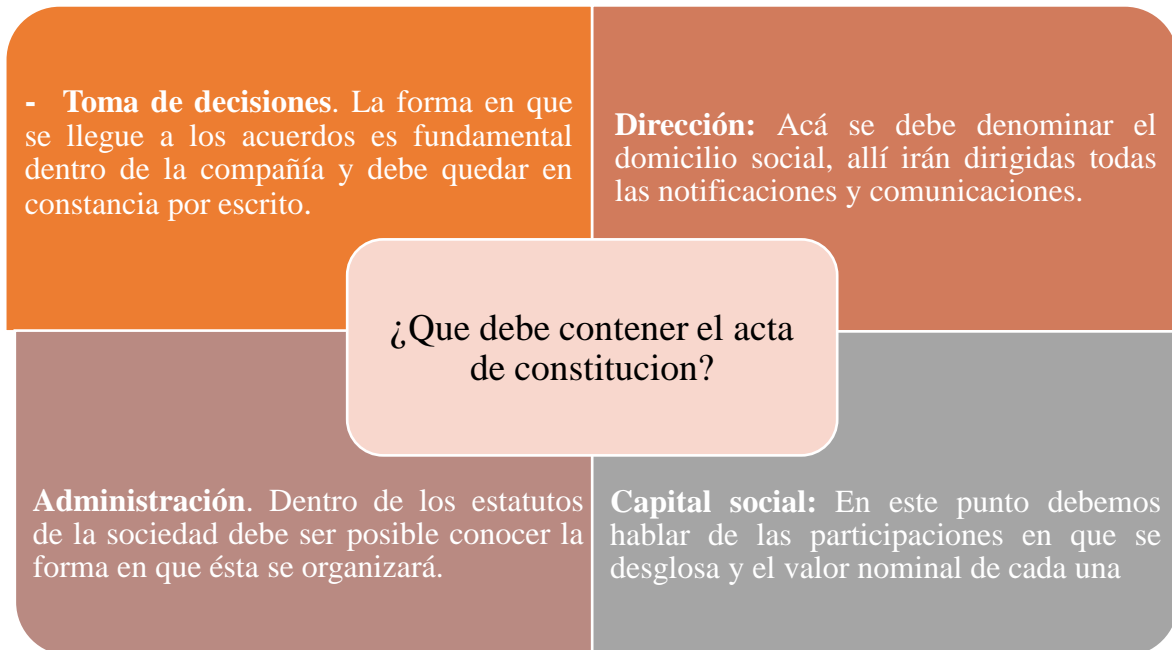 - Toma de decisiones. La forma en que
se llegue a los acuerdos es fundamental
dentro de la compañía y debe quedar en
constancia por escrito.
Dirección: Acá se debe denominar el
domicilio social, allí irán dirigidas todas
las notificaciones y comunicaciones.
¿Que debe contener el acta
de constitucion?
Administración. Dentro de los estatutos
de la sociedad debe ser posible conocer la
forma en que ésta se organizará.
Capital social: En este punto debemos
hablar de las participaciones en que se
desglosa y el valor nominal de cada una